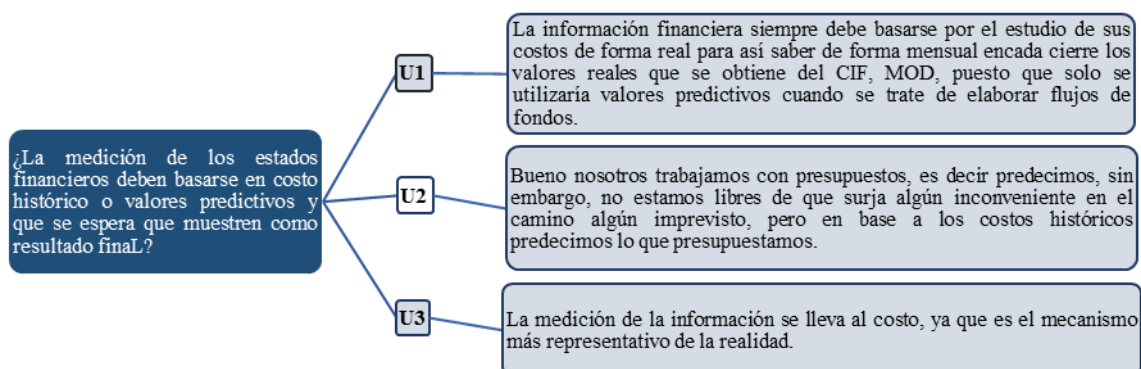 ¿La medición de los estados
financieros deben basarse en costo
histórico o valores predictivos y
que se espera que muestren como
resultado finaL?
U1
La información financiera siempre debe basarse por el estudio de sus
costos de forma real para así saber de forma mensual encada cierre los
valores reales que se obtiene del CIF, MOD, puesto que solo se
utilizaría valores predictivos cuando se trate de elaborar flujos de
fondos.
U2
Bueno nosotros trabajamos con presupuestos, es decir predecimos, sin
embargo, no estamos libres de que surja algún inconveniente en el
camino algún imprevisto, pero en base a los costos históricos
predecimos lo que presupuestamos.
U3
La medición de la información se lleva al costo, ya que es el mecanismo
más representativo de la realidad.